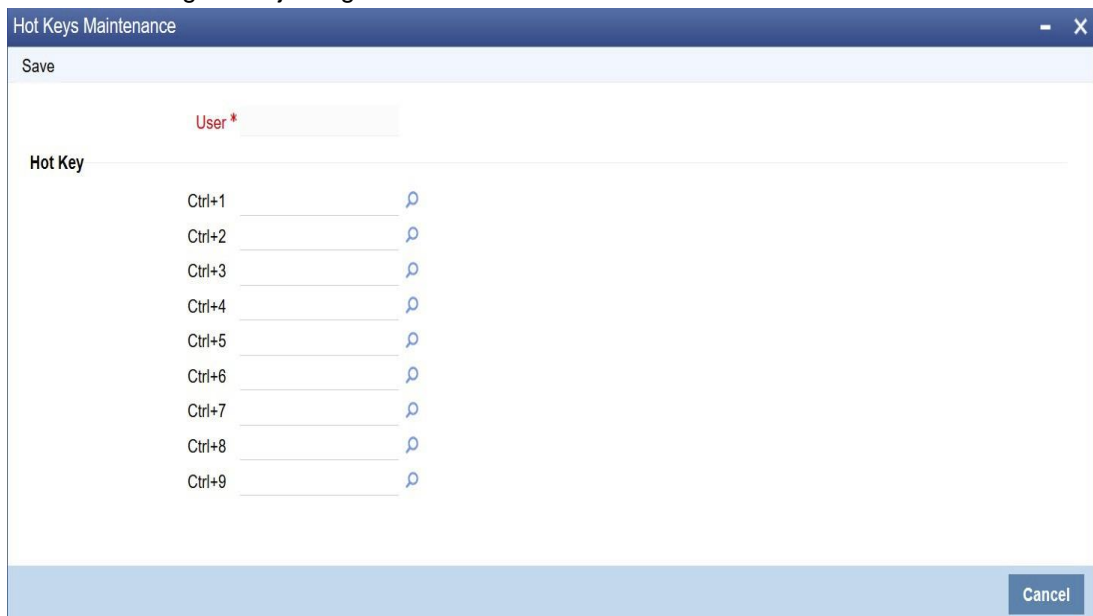 Hot Keys Maintenance
Save
User *
Hot Key
Ctrl+1
Ctrl+2
Ctrl+3
Ctrl+4
Ctrl+5
Ctrl+6
Ctrl+7
Ctrl+8
Ctrl+9
Cancel